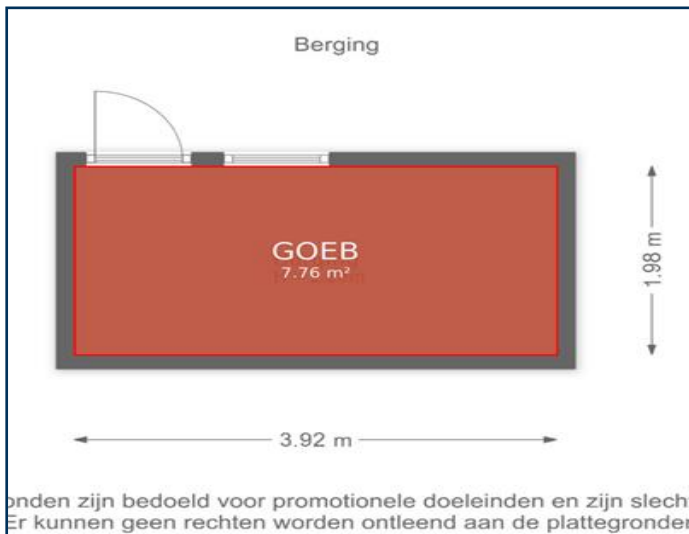 Berging
GOEB
7.76 m²
1.98 m
3.92 m
onden zijn bedoeld voor promotionele doeleinden en zijn slech
Er kunnen geen rechten worden ontleend aan de plattegronden